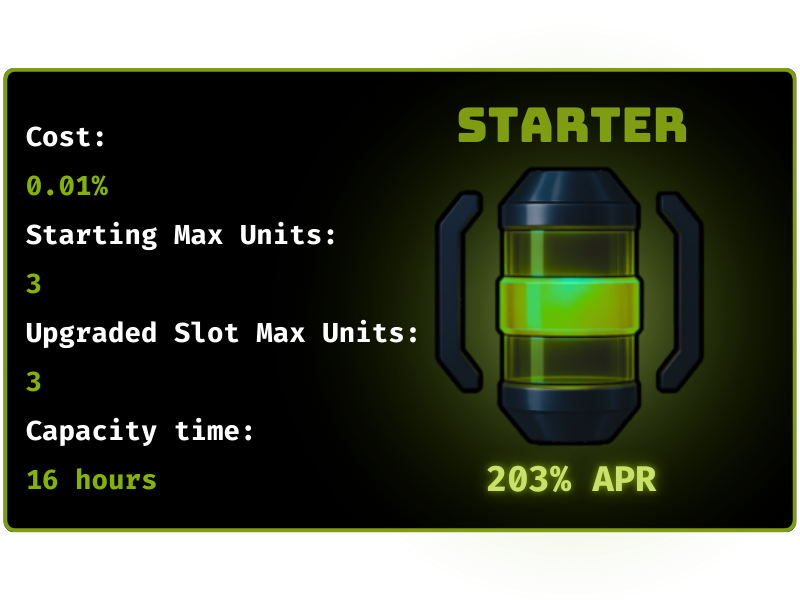 STARTER
Cost:
0.01%
Starting Max Units:
3
Upgraded Slot Max Units:
3
Capacity time:
16 hours
203% APR